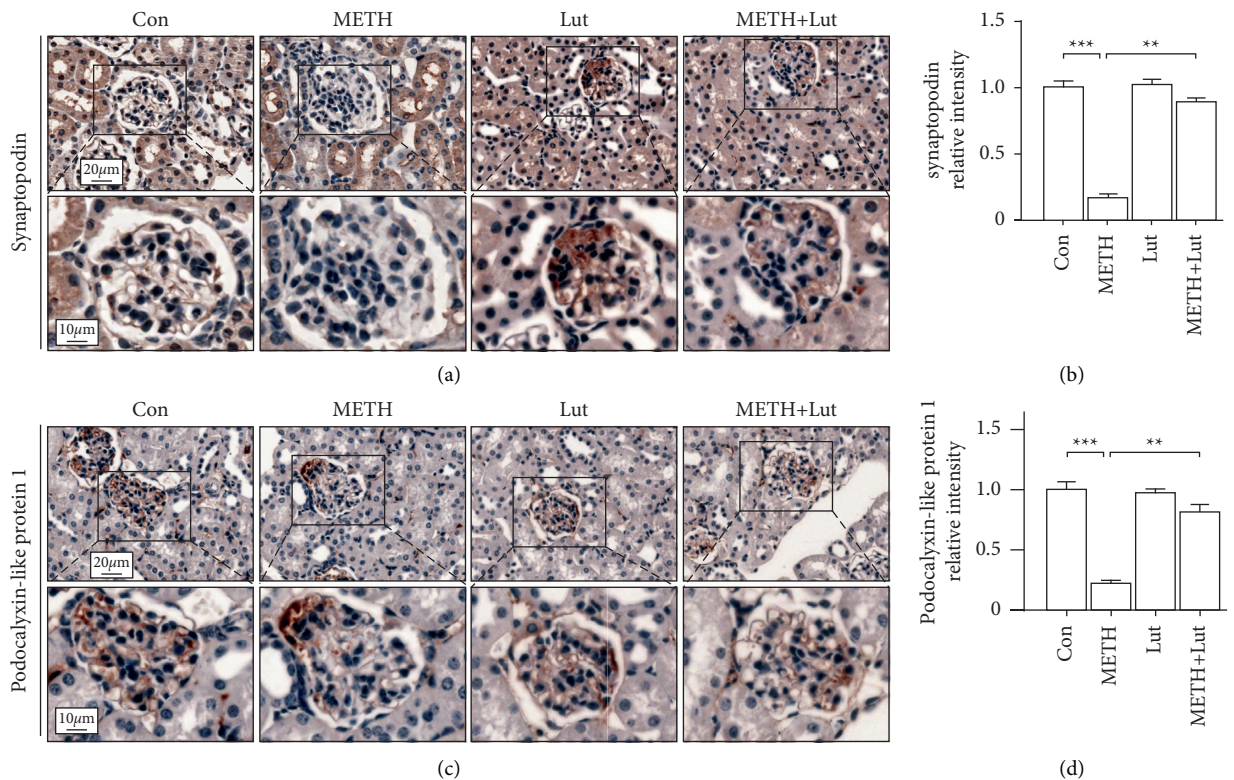 Con METH Lut METH+Lut
Synaptopodin
20μm
10μm
(a)
synaptopodin
relative intensity
1.5
1.0
0.5
0
*** **
Con METH Lut METH+Lut
(b)
Con METH Lut METH+Lut
Podocalyxin-like protein 1
20μm
10μm
(c)
Podocalyxin-like protein 1
relative intensity
1.5
1.0
0.5
0
*** **
Con METH Lut METH+Lut
(d)